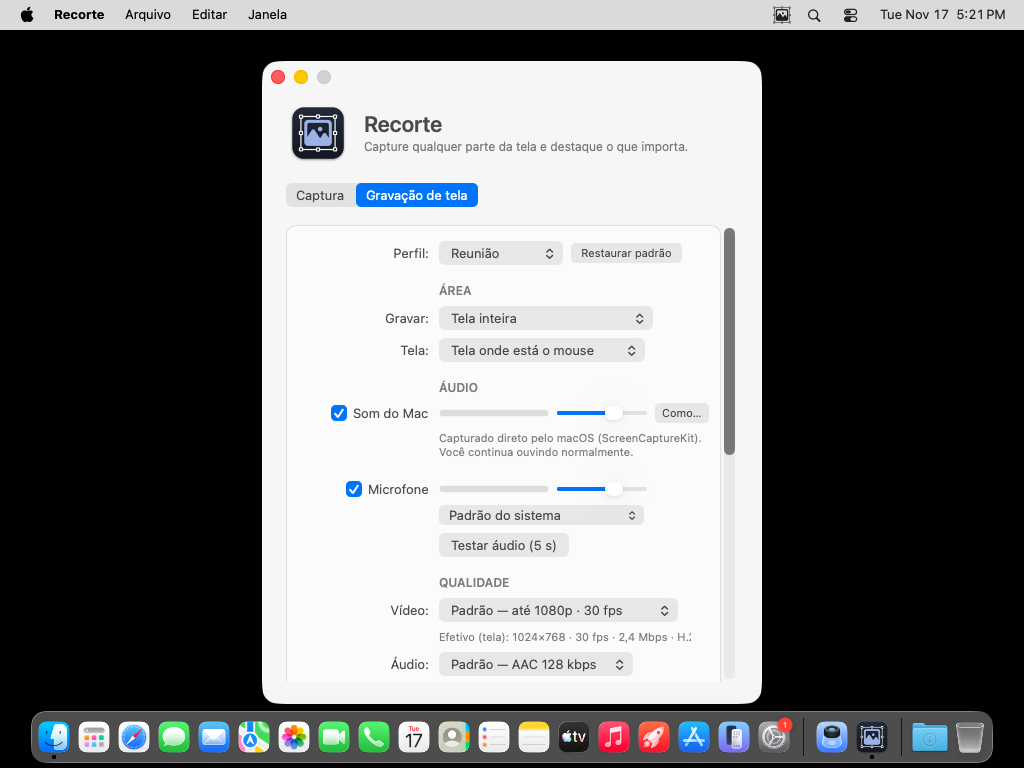 Recorte Arquivo Editar Janela Tue Nov 17 5:21 PM
Recorte
Capture qualquer parte da tela e destaque o que importa.
Captura Gravação de tela
Perfil: Reunião Restaurar padrão
ÁREA
Gravar: Tela inteira
Tela: Tela onde está o mouse
ÁUDIO
Som do Mac Como...
Capturado direto pelo macOS (ScreenCaptureKit).
Você continua ouvindo normalmente.
Microfone
Padrão do sistema
Testar áudio (5 s)
QUALIDADE
Vídeo: Padrão — até 1080p · 30 fps
Efetivo (tela): 1024×768 · 30 fps · 2,4 Mbps · H.
Áudio: Padrão — AAC 128 kbps
Tue
17
tv
1